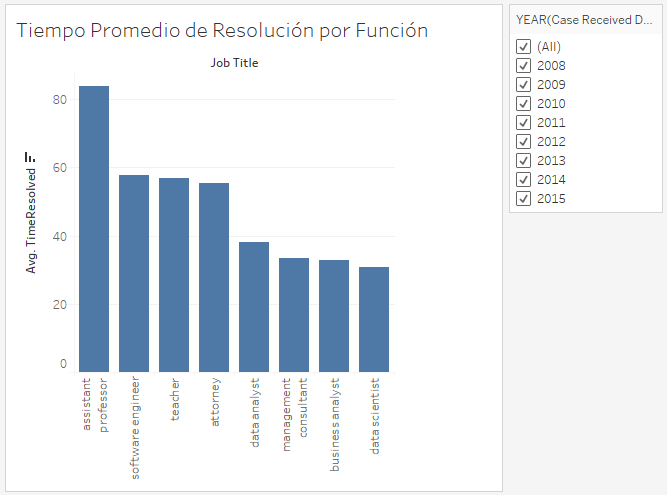 Tiempo Promedio de Resolución por Función
Job Title
Avg. TimeResolved
80
60
40
20
0
assistant
professor
software engineer
teacher
attorney
data analyst
management
consultant
business analyst
data scientist
YEAR(Case Received D...
(All)
2008
2009
2010
2011
2012
2013
2014
2015